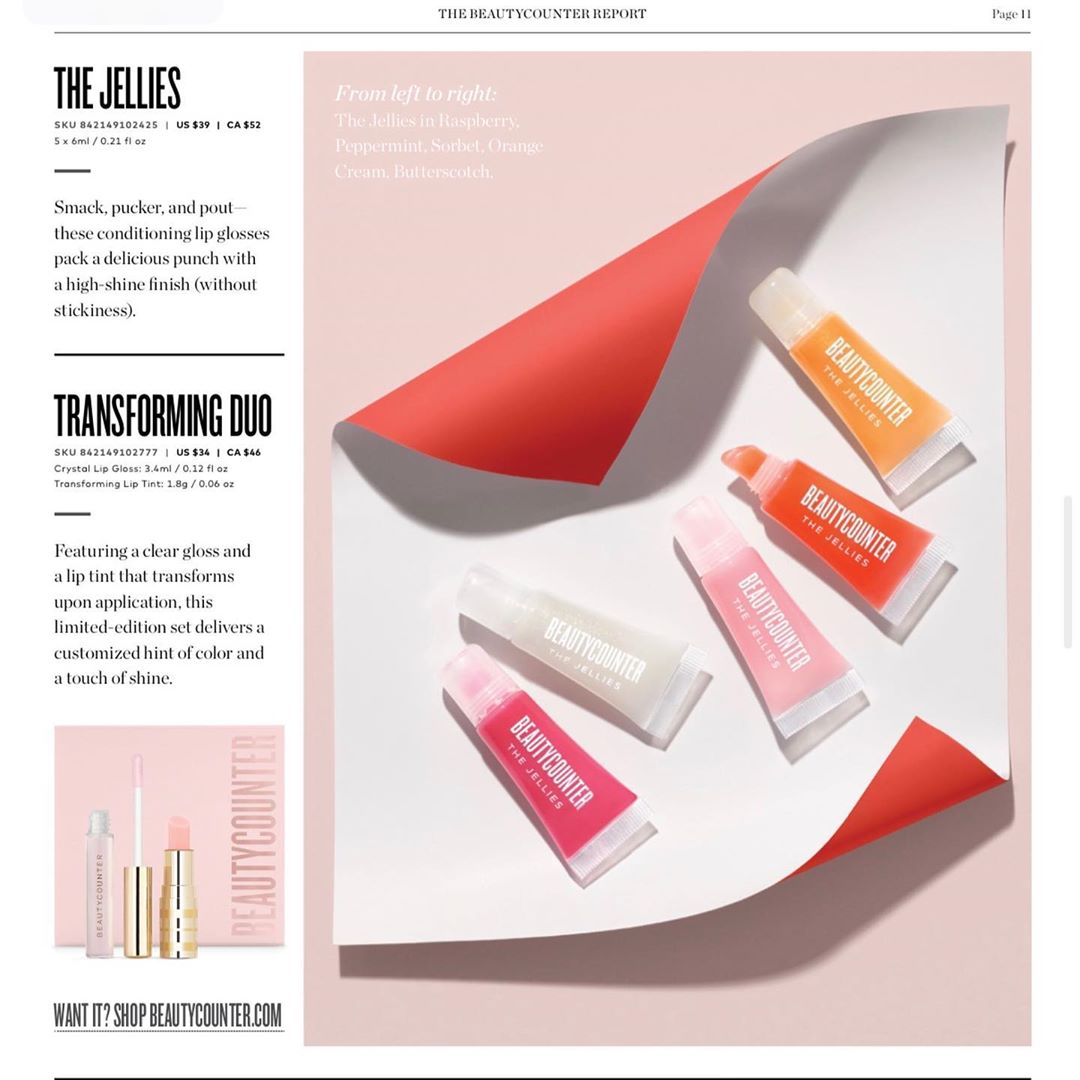 THE BEAUTYCOUNTER REPORT
Page 11
THE JELLIES
SKU 842149102425 | US $39 | CA $52
5 x 6ml / 0.21 fl oz
Smack, pucker, and pout—
these conditioning lip glosses
pack a delicious punch with
a high-shine finish (without
stickiness).
TRANSFORMING DUO
SKU 842149102777 | US $34 | CA $46
Crystal Lip Gloss: 3.4ml / 0.12 fl oz
Transforming Lip Tint: 1.8g / 0.06 oz
Featuring a clear gloss and
a lip tint that transforms
upon application, this
limited-edition set delivers a
customized hint of color and
a touch of shine.
BEAUTYCOUNTER
BEAUTYCOUNTER
WANT IT? SHOP BEAUTYCOUNTER.COM
From left to right:
The Jellies in Raspberry,
Peppermint, Sorbet, Orange
Cream, Butterscotch.
BEAUTYCOUNTER
THE JELLIES
BEAUTYCOUNTER
THE JELLIES
BEAUTYCOUNTER
THE JELLIES
BEAUTYCOUNTER
THE JELLIES
BEAUTYCOUNTER
THE JELLIES